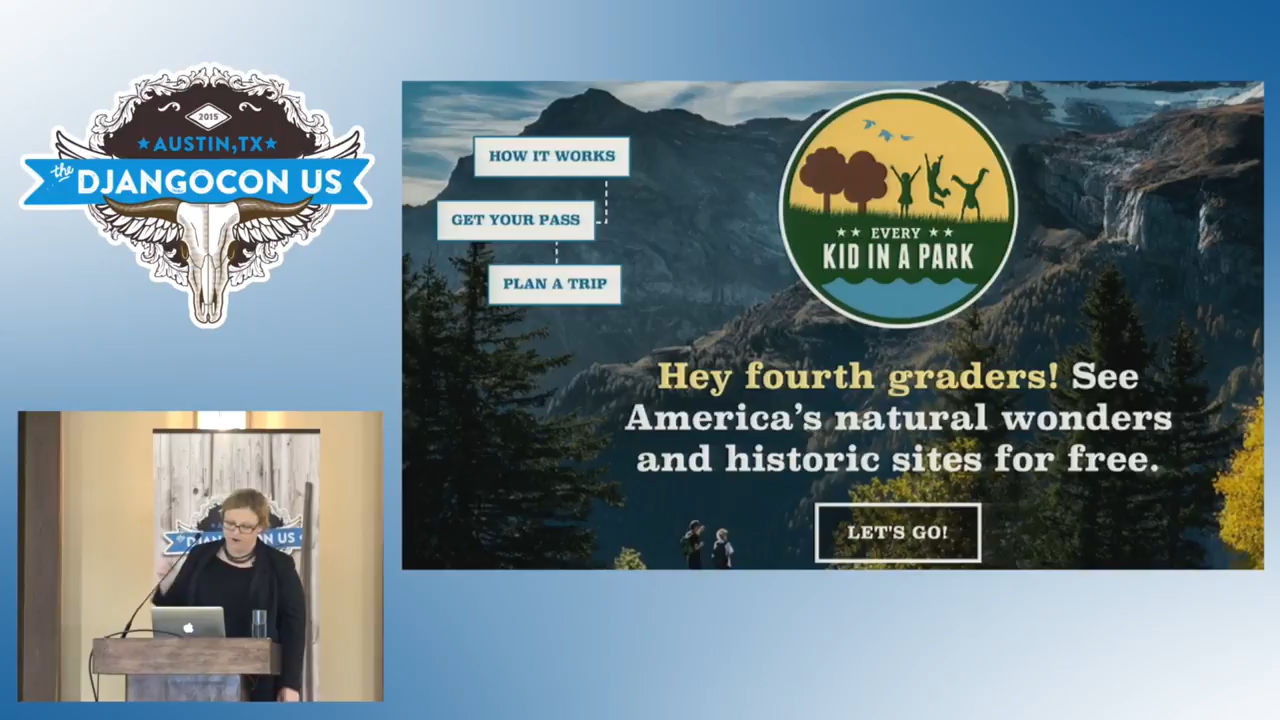 2015
AUSTIN, TX
the
DJANGOCON US
HOW IT WORKS
GET YOUR PASS
PLAN A TRIP
EVERY
KID IN A PARK
Hey fourth graders! See
America's natural wonders
and historic sites for free.
LET'S GO!